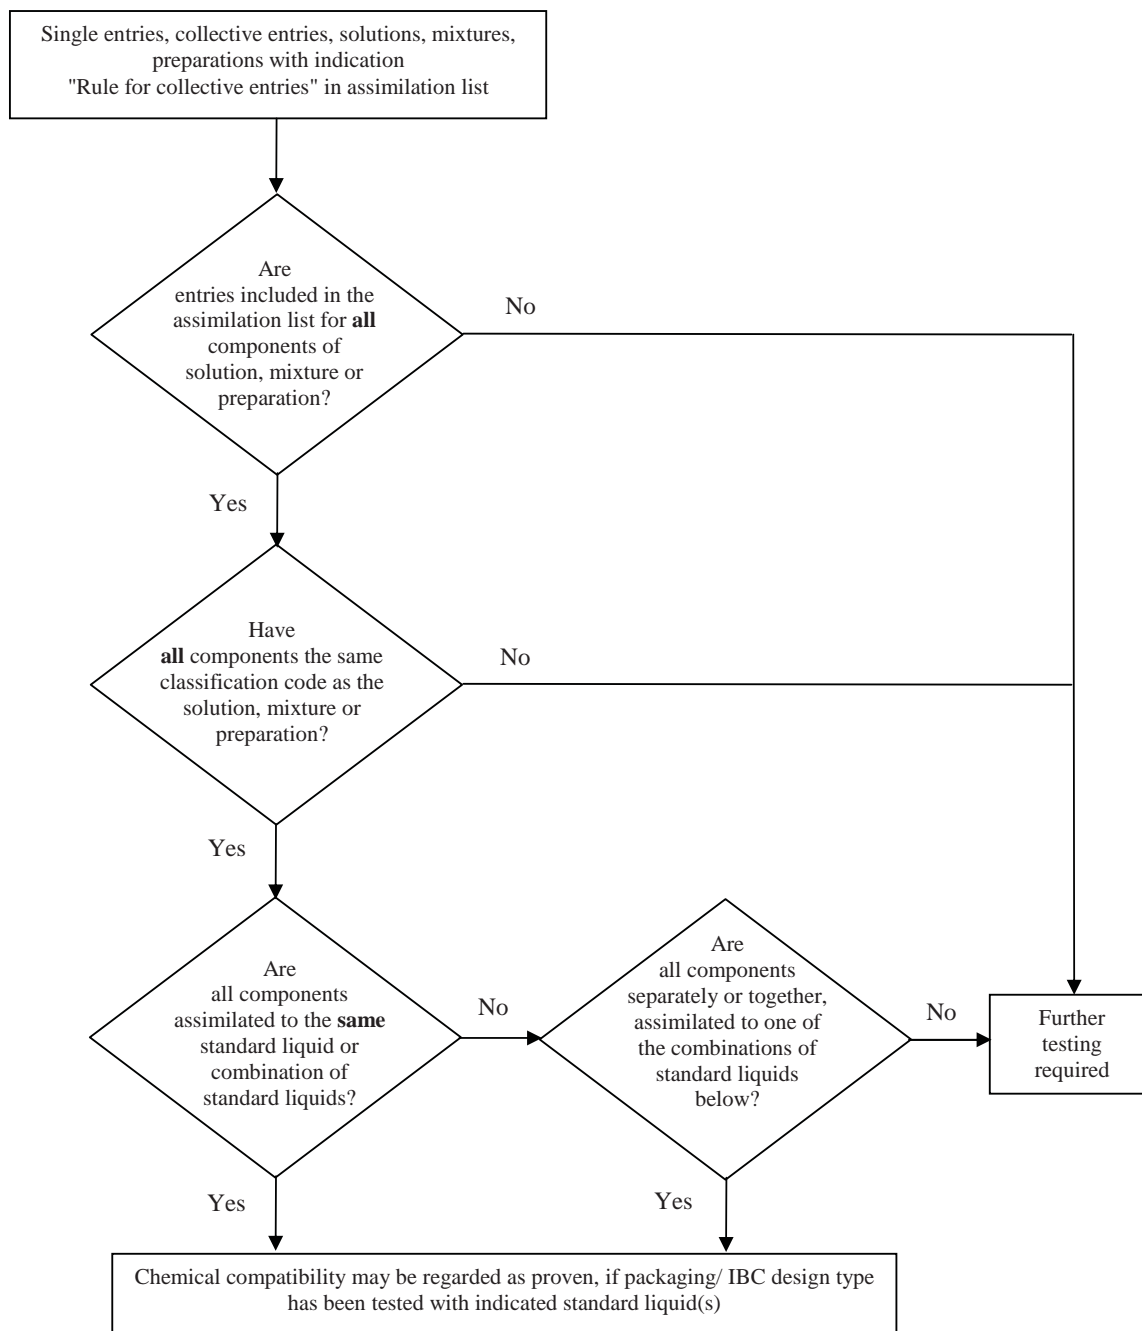 Single entries, collective entries, solutions, mixtures,
preparations with indication
"Rule for collective entries" in assimilation list
Are
entries included in the
assimilation list for all
components of
solution, mixture or
preparation?
No
Yes
Have
all components the same
classification code as the
solution, mixture or
preparation?
No
Yes
Are
all components
assimilated to the same
standard liquid or
combination of
standard liquids?
No
Are
all components
separately or together,
assimilated to one of
the combinations of
standard liquids
below?
No
Further
testing
required
Yes
Yes
Chemical compatibility may be regarded as proven, if packaging/ IBC design type
has been tested with indicated standard liquid(s)